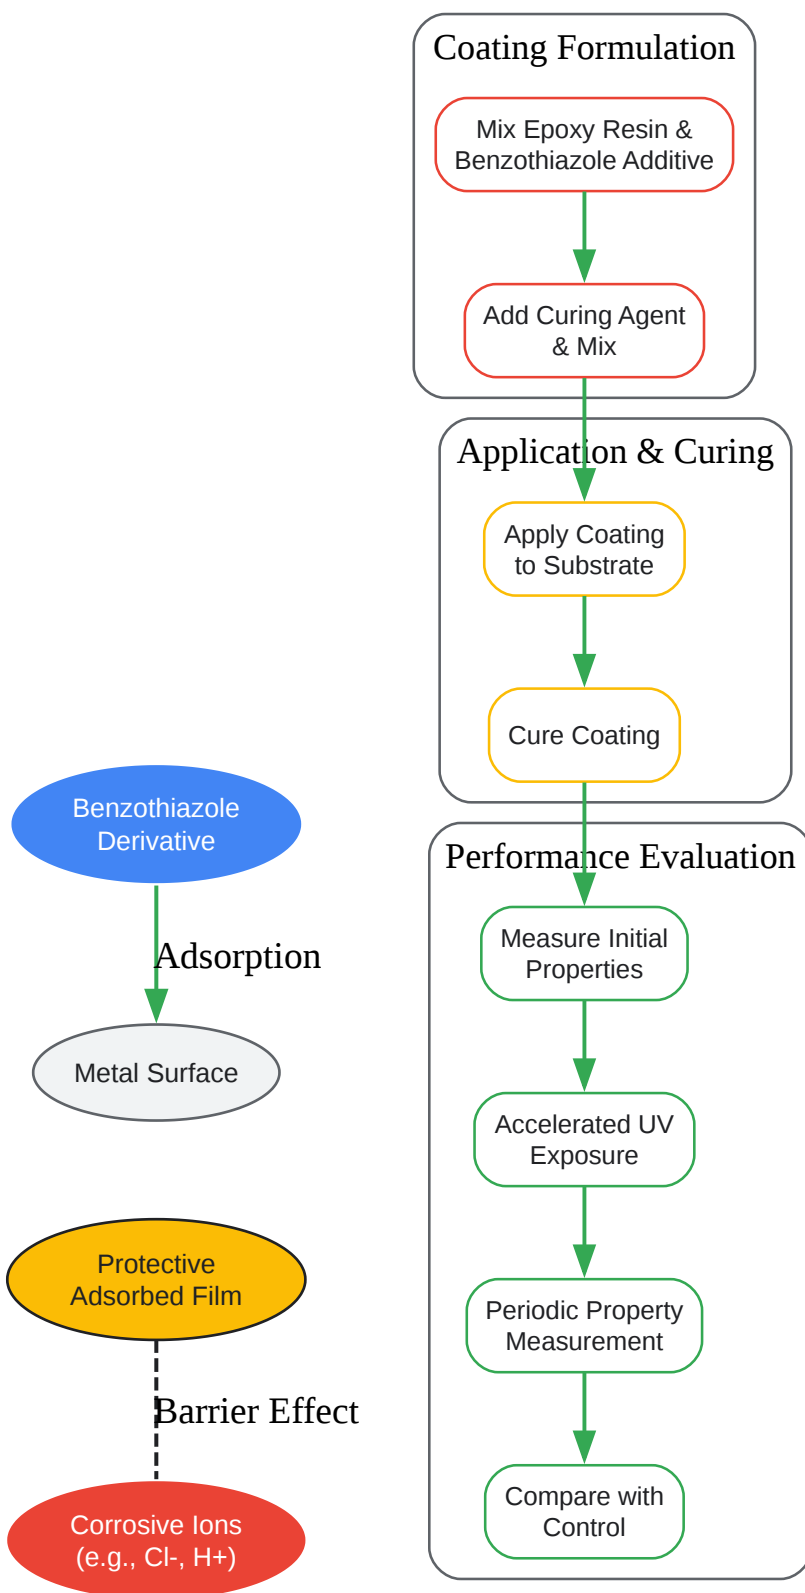 Coating Formulation
Mix Epoxy Resin &
Benzothiazole Additive
Add Curing Agent
& Mix
Application & Curing
Apply Coating
to Substrate
Cure Coating
Performance Evaluation
Measure Initial
Properties
Accelerated UV
Exposure
Periodic Property
Measurement
Compare with
Control
Benzothiazole
Derivative
Adsorption
Metal Surface
Protective
Adsorbed Film
Barrier Effect
Corrosive Ions
(e.g., Cl-, H+)